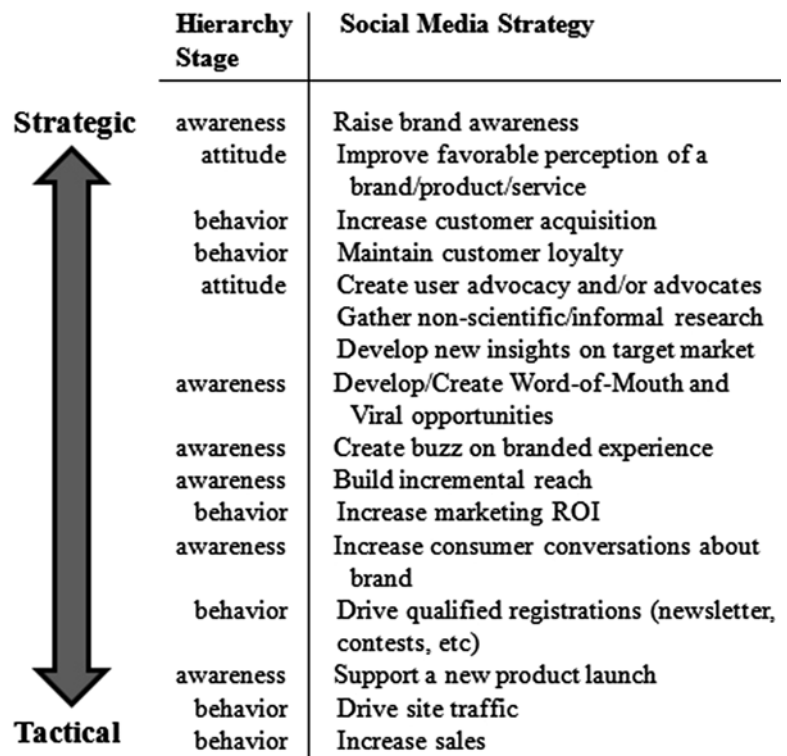 Hierarchy Stage Social Media Strategy
Strategic
awareness Raise brand awareness
attitude Improve favorable perception of a
brand/product/service
behavior Increase customer acquisition
behavior Maintain customer loyalty
attitude Create user advocacy and/or advocates
Gather non-scientific/informal research
Develop new insights on target market
awareness Develop/Create Word-of-Mouth and
Viral opportunities
awareness Create buzz on branded experience
awareness Build incremental reach
behavior Increase marketing ROI
awareness Increase consumer conversations about
brand
behavior Drive qualified registrations (newsletter,
contests, etc)
awareness Support a new product launch
behavior Drive site traffic
Tactical
behavior Increase sales